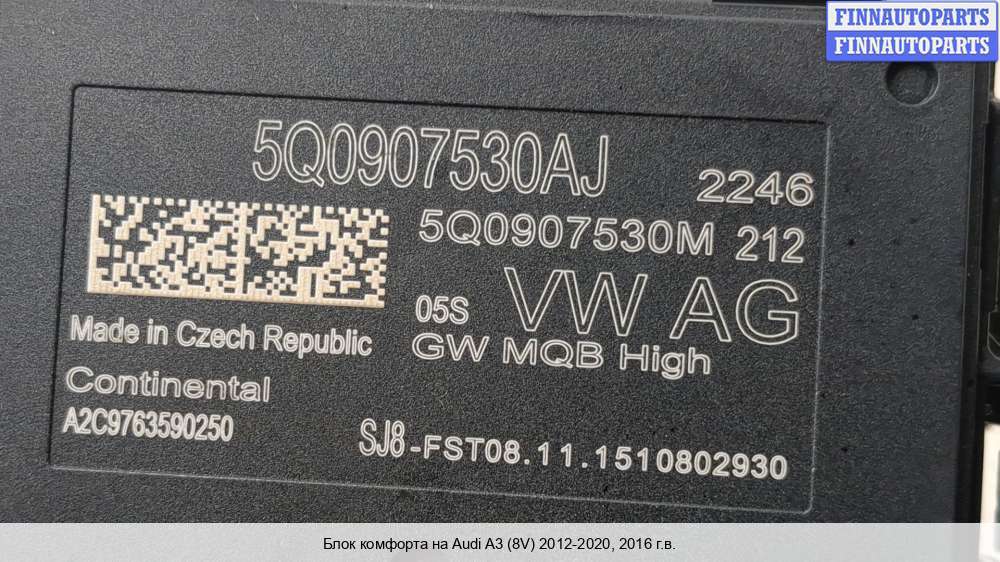 FINNAUTOPARTS
FINNAUTOPARTS
5Q0907530AJ
2246
5Q0907530M 212
05S
VW AG
Made in Czech Republic
GW MQB High
Continental
A2C9763590250
SJ8-FST08.11.1510802930
Блок комфорта на Audi A3 (8V) 2012-2020, 2016 г.в.